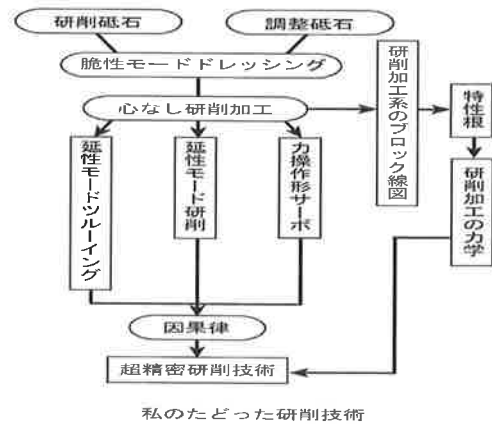 研削砥石
調整砥石
脆性モードドレッシング
心なし研削加工
研削加工系のブロック線図
特性根
延性モードツルーイング
延性モード研削
力操作形サーボ
研削加工の力学
因果律
超精密研削技術
私のたどった研削技術